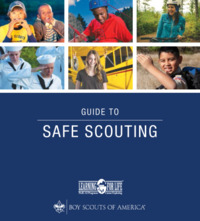 GUIDE TO
SAFE SCOUTING
LEARNING FOR LIFE
BOY SCOUTS OF AMERICA®